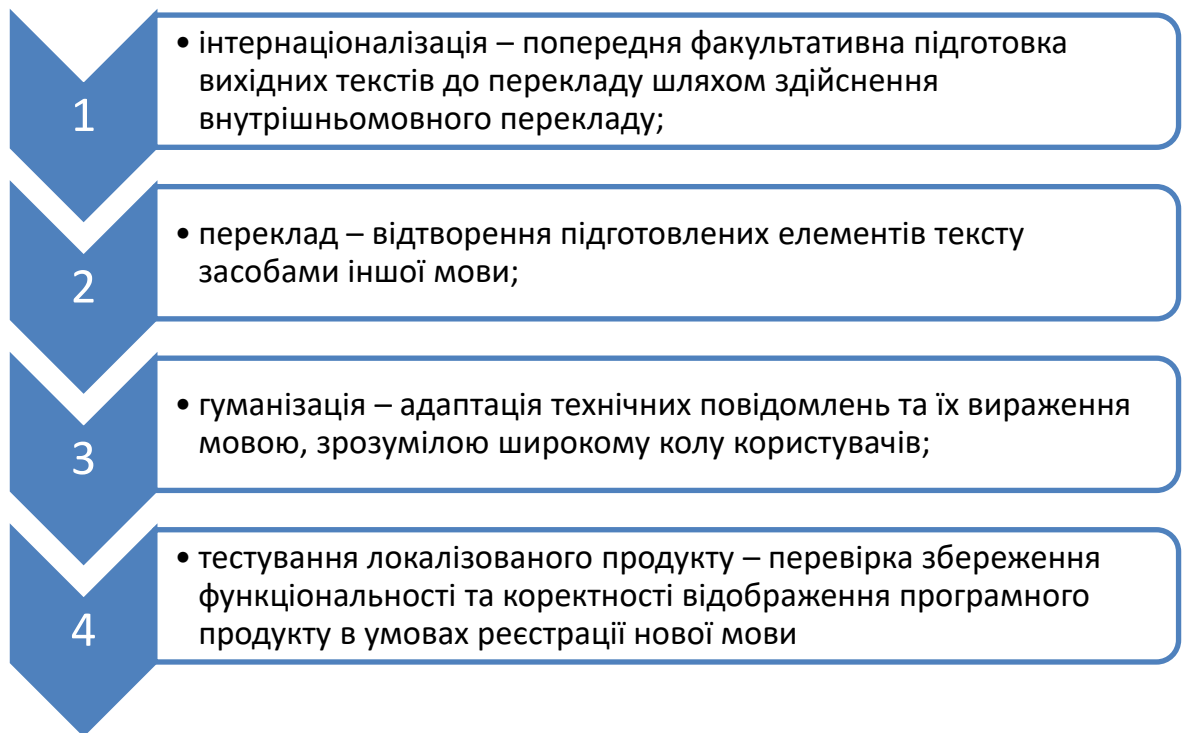 1
• інтернаціоналізація – попередня факультативна підготовка
вихідних текстів до перекладу шляхом здійснення
внутрішньомовного перекладу;
2
• переклад – відтворення підготовлених елементів тексту
засобами іншої мови;
3
• гуманізація – адаптація технічних повідомлень та їх вираження
мовою, зрозумілою широкому колу користувачів;
4
• тестування локалізованого продукту – перевірка збереження
функціональності та коректності відображення програмного
продукту в умовах реєстрації нової мови